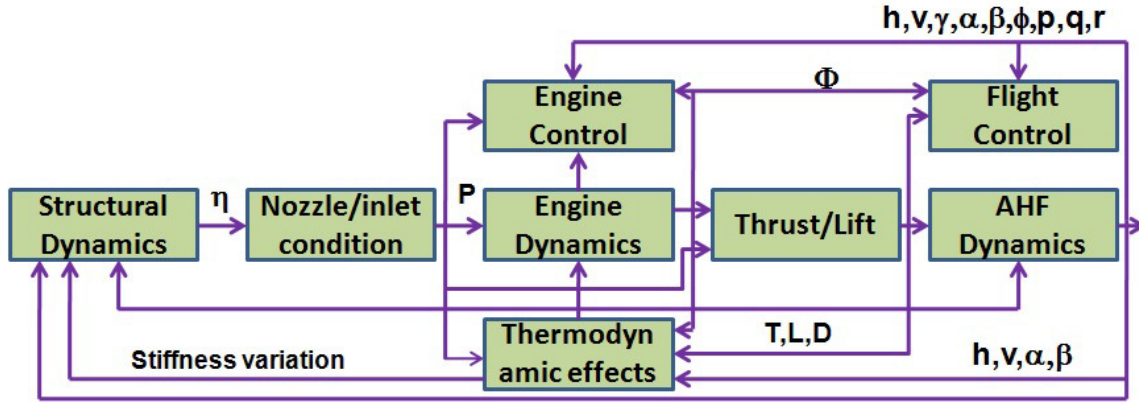 h,v,γ,α,β,ϕ,p,q,r
Engine
Control
Φ
Flight
Control
Structural
Dynamics
η
Nozzle/inlet
condition
P
Engine
Dynamics
Thrust/Lift
AHF
Dynamics
Thermodyn
amic effects
Stiffness variation
T,L,D
h,v,α,β